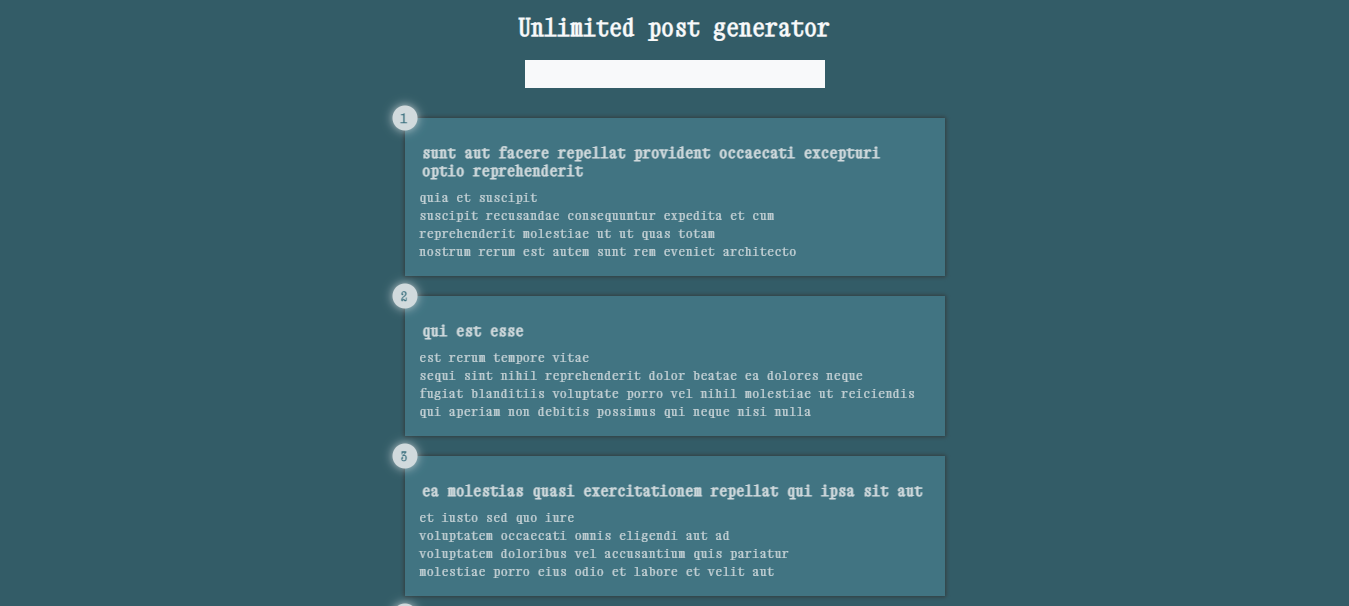 Unlimited post generator
1
sunt aut facere repellat provident occaecati excepturi
optio reprehenderit
quia et suscipit
suscipit recusandae consequuntur expedita et cum
reprehenderit molestiae ut ut quas totam
nostrum rerum est autem sunt rem eveniet architecto
2
qui est esse
est rerum tempore vitae
sequi sint nihil reprehenderit dolor beatae ea dolores neque
fugiat blanditiis voluptate porro vel nihil molestiae ut reiciendis
qui aperiam non debitis possimus qui neque nisi nulla
3
ea molestias quasi exercitationem repellat qui ipsa sit aut
et iusto sed quo iure
voluptatem occaecati omnis eligendi aut ad
voluptatem doloribus vel accusantium quis pariatur
molestiae porro eius odio et labore et velit aut